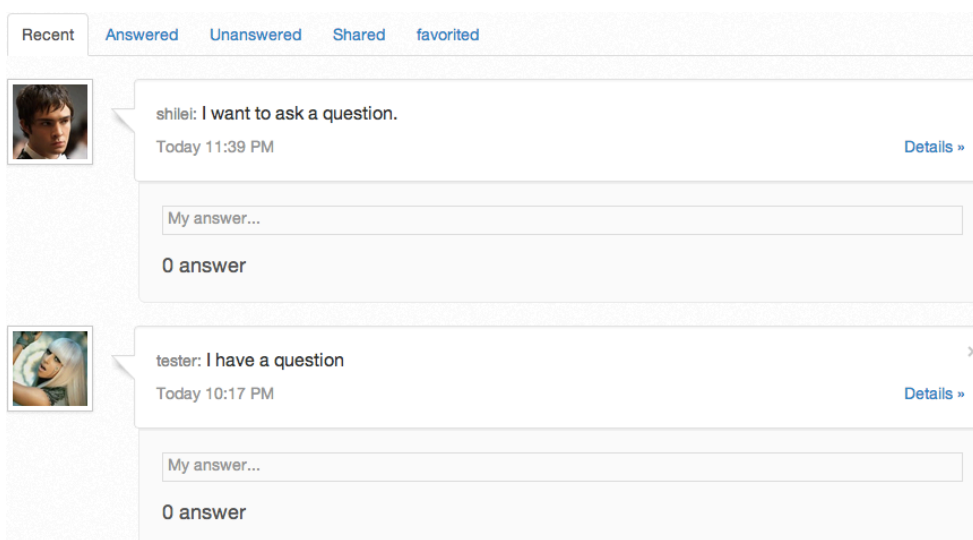 Recent Answered Unanswered Shared favorited
shilei: I want to ask a question.
Today 11:39 PM Details »
My answer...
0 answer
tester: I have a question
Today 10:17 PM Details »
My answer...
0 answer